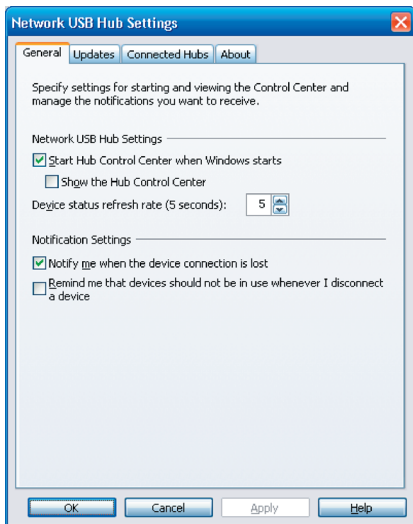 Network USB Hub Settings
General Updates Connected Hubs About
Specify settings for starting and viewing the Control Center and
manage the notifications you want to receive.
Network USB Hub Settings
Start Hub Control Center when Windows starts
Show the Hub Control Center
Device status refresh rate (5 seconds): 5
Notification Settings
Notify me when the device connection is lost
Remind me that devices should not be in use whenever I disconnect
a device
OK Cancel Apply Help